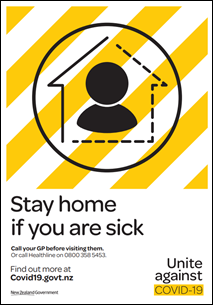 Stay home
if you are sick
Call your GP before visiting them.
Or call Healthline on 0800 358 5453.
Find out more at
Covid19.govt.nz
New Zealand Government
Unite
against
COVID-19